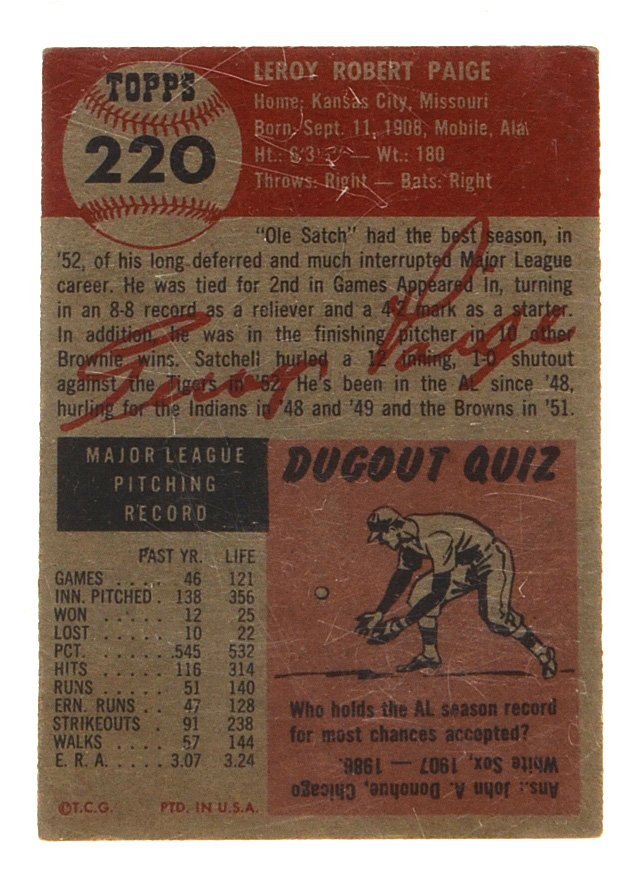 TOPPS
220
LEROY ROBERT PAIGE
Home: Kansas City, Missouri
Born: Sept. 11, 1908, Mobile, Ala
Ht.: 6'3 — Wt.: 180
Throws: Right — Bats: Right
"Ole Satch" had the best season, in
'52, of his long deferred and much interrupted Major League
career. He was tied for 2nd in Games Appeared In, turning
in an 8-8 record as a reliever and a 4-2 mark as a starter.
In addition, he was in the finishing pitcher in 10 other
Brownie wins. Satchell hurled a 12 inning, 1-0 shutout
against the Tigers in '52. He's been in the AL since '48,
hurling for the Indians in '48 and '49 and the Browns in '51.
MAJOR LEAGUE
PITCHING
RECORD
PAST YR. LIFE
GAMES . . . . . 46 121
INN. PITCHED . 138 356
WON . . . . . 12 25
LOST . . . . . 10 22
PCT. . . . . . .545 532
HITS . . . . . 116 314
RUNS . . . . . 51 140
ERN. RUNS . . 47 128
STRIKEOUTS . . 91 238
WALKS . . . . 57 144
E. R. A. . . . . 3.07 3.24
©T.C.G. PTD. IN U.S.A.
DUGOUT QUIZ
Who holds the AL season record
for most chances accepted?
Ans.: John A. Donohue, Chicago
White Sox, 1907 — 1986.